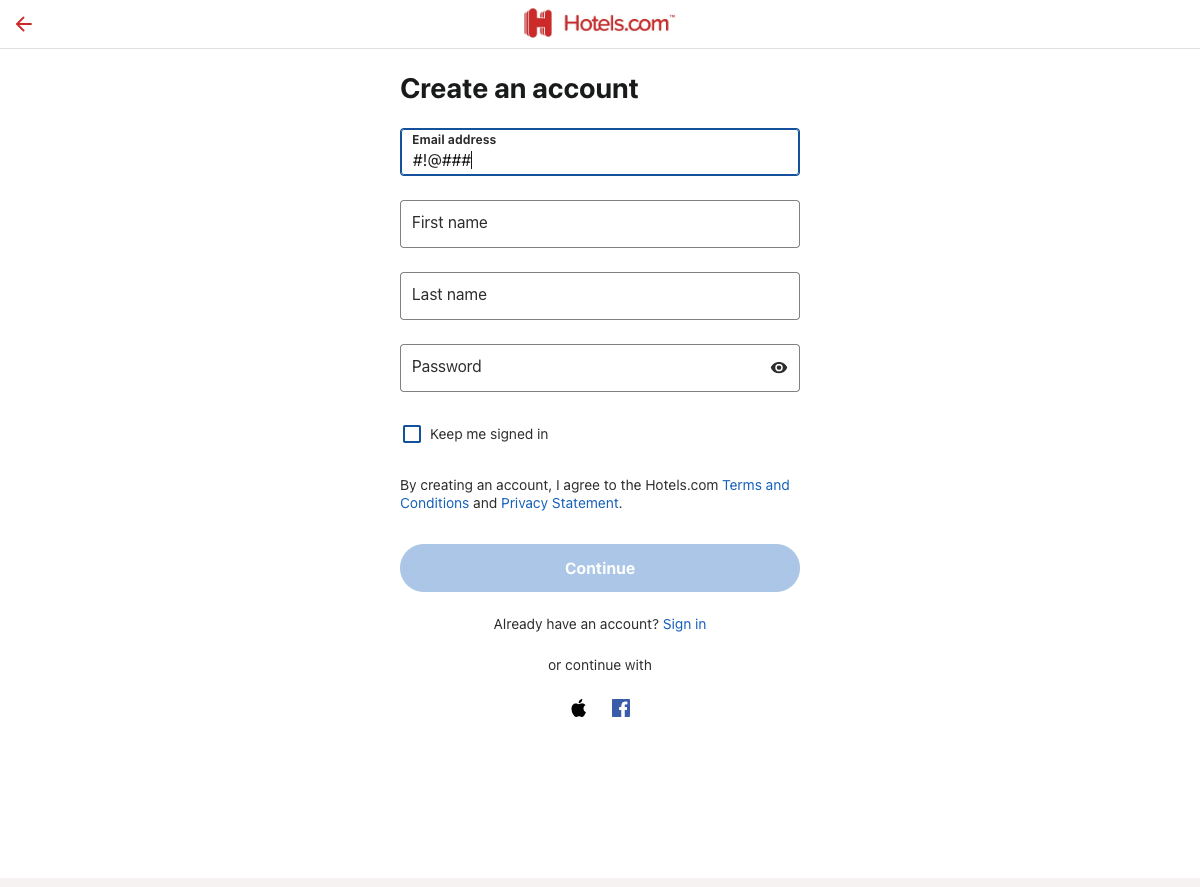 Hotels.com™
Create an account
Email address
#!@###
First name
Last name
Password
Keep me signed in
By creating an account, I agree to the Hotels.com Terms and
Conditions and Privacy Statement.
Continue
Already have an account? Sign in
or continue with